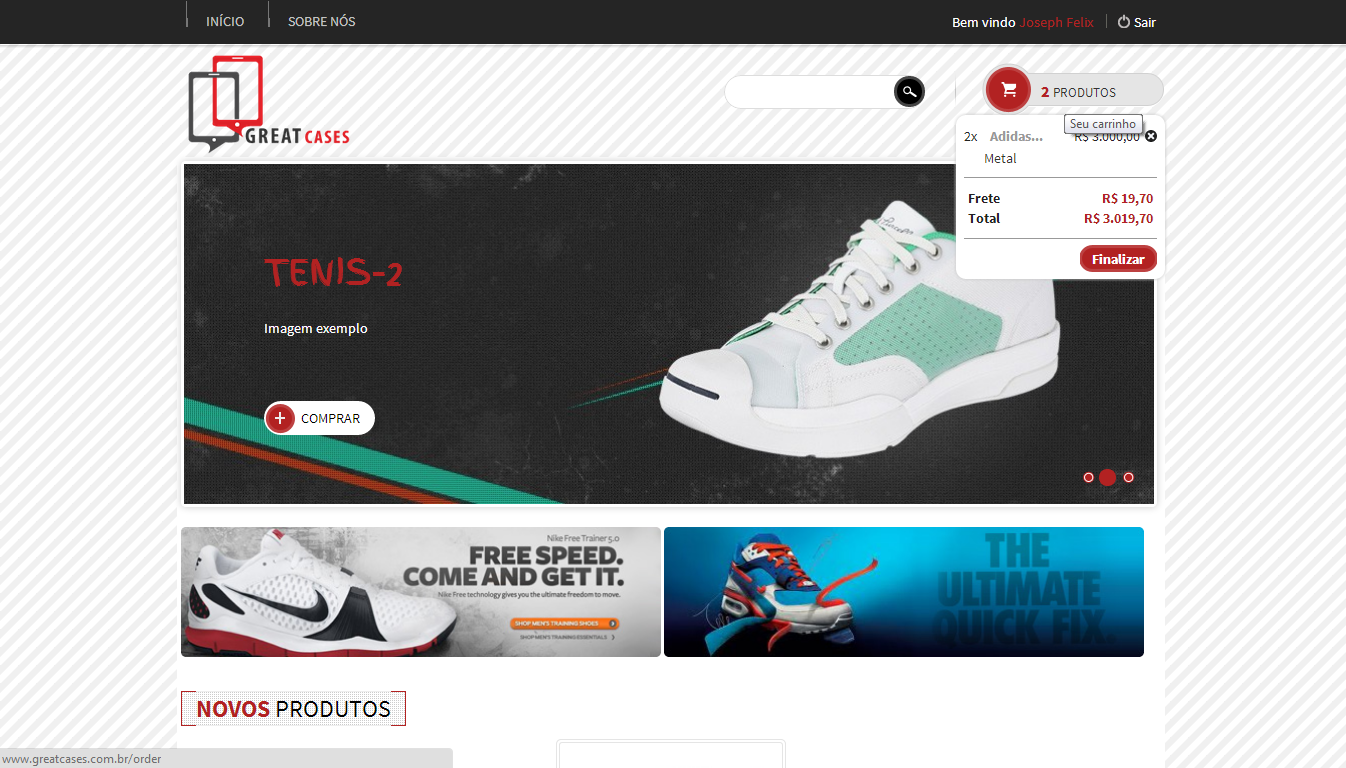 INÍCIO
SOBRE NÓS
Bem vindo Joseph Felix
Sair
GREAT CASES
2 PRODUTOS
Seu carrinho
2x Adidas... R$ 3.000,00
Metal
Frete R$ 19,70
Total R$ 3.019,70
Finalizar
TENIS-2
Imagem exemplo
COMPRAR
Nike Free Trainer 5.0
FREE SPEED.
COME AND GET IT.
Nike Free technology gives you the ultimate freedom to move.
SHOP MEN'S TRAINING SHOES
SHOP MEN'S TRAINING ESSENTIALS
THE
ULTIMATE
QUICK FIX.
NOVOS PRODUTOS
www.greatcases.com.br/order